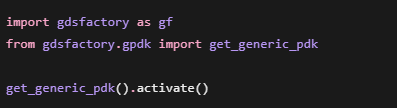 import gdsfactory as gf
from gdsfactory.gpdk import get_generic_pdk
get_generic_pdk().activate()